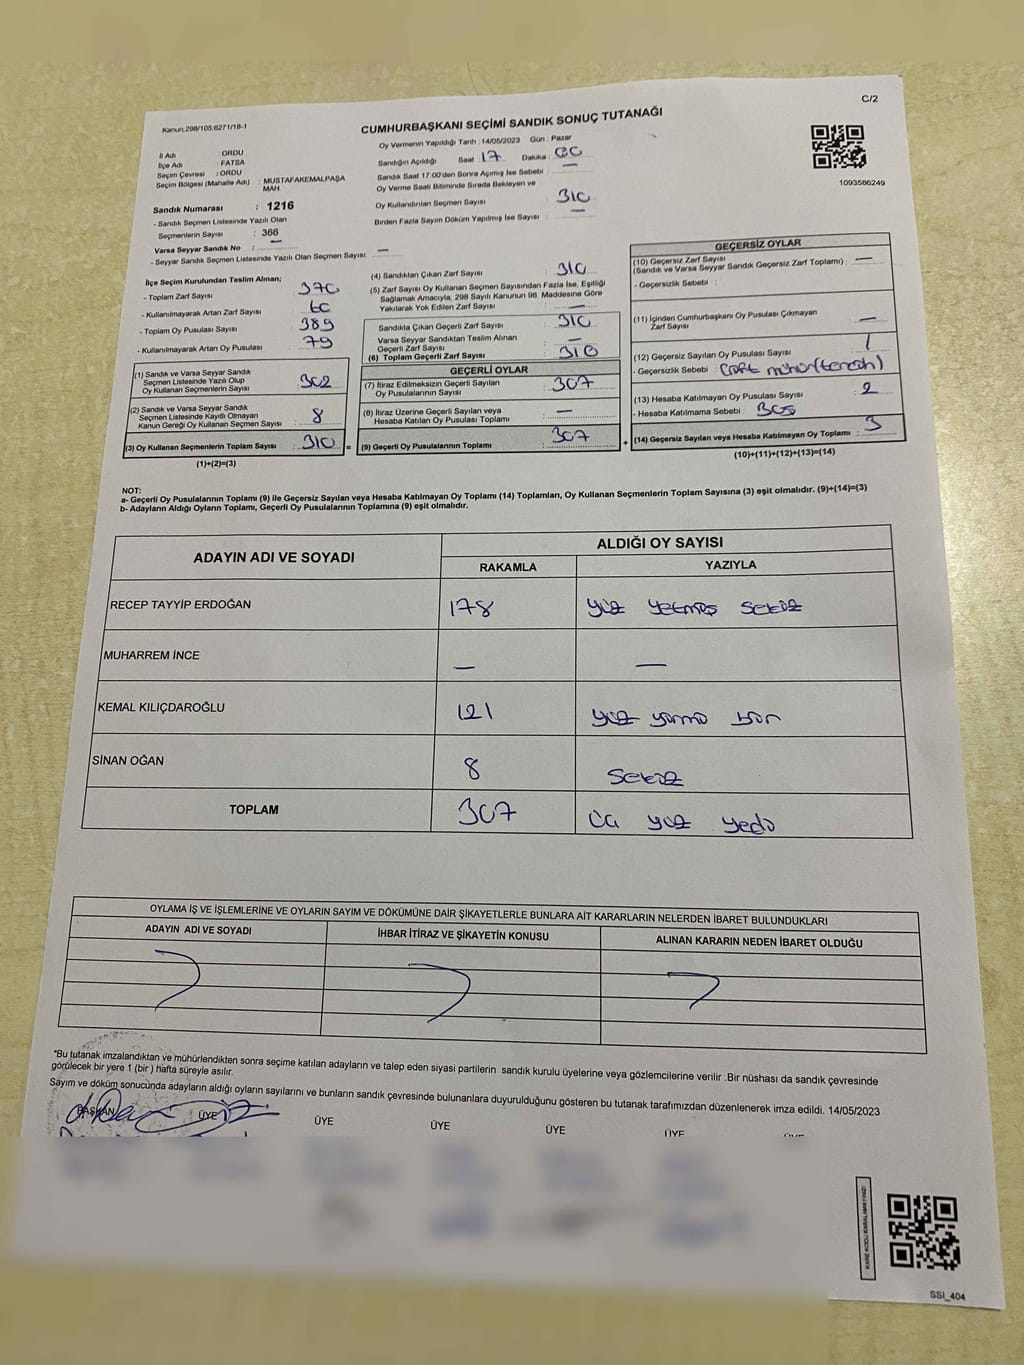 C/2
Kanun,298/105.6271/16-1
CUMHURBAŞKANI SEÇİMİ SANDIK SONUÇ TUTANAĞI
1093586249
İl Adı : ORDU
İlçe Adı : FATSA
Seçim Çevresi : ORDU
Seçim Bölgesi (Mahalle Adı) : MUSTAFAKEMALPAŞA MAH.
Sandık Numarası : 1216
- Sandık Seçmen Listesinde Yazılı Olan
Seçmenlerin Sayısı : 366
Varsa Seyyar Sandık No : —
- Seyyar Sandık Seçmen Listesinde Yazılı Olan Seçmen Sayısı: —
Oy Vermenin Yapıldığı Tarih : 14/05/2023 Gün : Pazar
Sandığın Açıldığı Saat 17 Dakika : 00
Sandık Saat 17:00'den Sonra Açımış İse Sebebi : —
Oy Verme Saati Bitiminde Sırada Bekleyen ve
Oy Kullandırılan Seçmen Sayısı : 310
Birden Fazla Sayım Döküm Yapılmış İse Sayısı : —
İlçe Seçim Kurulundan Teslim Alınan;
- Toplam Zarf Sayısı : 370
- Kullanılmayarak Artan Zarf Sayısı : 60
- Toplam Oy Pusulası Sayısı : 389
- Kullanılmayarak Artan Oy Pusulası : 79
(1) Sandık ve Varsa Seyyar Sandık
Seçmen Listesinde Yazılı Olup
Oy Kullanan Seçmenlerin Sayısı : 302
(2) Sandık ve Varsa Seyyar Sandık
Seçmen Listesinde Kayıtlı Olmayan
Kanun Gereği Oy Kullanan Seçmen Sayısı : 8
(3) Oy Kullanan Seçmenlerin Toplam Sayısı : 310 =
(1)+(2)=(3)
(4) Sandıktan Çıkan Zarf Sayısı : 310
(5) Zarf Sayısı Oy Kullanan Seçmen Sayısından Fazla İse, Eşitliği
Sağlamak Amacıyla, 298 Sayılı Kanunun 98. Maddesine Göre
Yakılarak Yok Edilen Zarf Sayısı : —
Sandıkta Çıkan Geçerli Zarf Sayısı : 310
Varsa Seyyar Sandıktan Teslim Alınan
Geçerli Zarf Sayısı : —
(6) Toplam Geçerli Zarf Sayısı : 310
GEÇERLİ OYLAR
(7) İtiraz Edilmeksizin Geçerli Sayılan
Oy Pusulasının Sayısı : 307
(8) İtiraz Üzerine Geçerli Sayılan veya
Hesaba Katılan Oy Pusulası Toplamı : —
(9) Geçerli Oy Pusulalarının Toplamı : 307 +
GEÇERSİZ OYLAR
(10) Geçersiz Zarf Sayısı
(Sandık ve Varsa Seyyar Sandık Geçersiz Zarf Toplamı) : —
- Geçersizlik Sebebi :
(11) İçinden Cumhurbaşkanı Oy Pusulası Çıkmayan
Zarf Sayısı : —
(12) Geçersiz Sayılan Oy Pusulası Sayısı : 1
- Geçersizlik Sebebi :
(13) Hesaba Katılmayan Oy Pusulası Sayısı : 2
- Hesaba Katılmama Sebebi : Boş
(14) Geçersiz Sayılan veya Hesaba Katılmayan Oy Toplamı : 3
(10)+(11)+(12)+(13)=(14)
NOT:
a- Geçerli Oy Pusulalarının Toplamı (9) ile Geçersiz Sayılan veya Hesaba Katılmayan Oy Toplamı (14) Toplamları, Oy Kullanan Seçmenlerin Toplam Sayısına (3) eşit olmalıdır. (9)+(14)=(3)
b- Adayların Aldığı Oyların Toplamı, Geçerli Oy Pusulalarının Toplamına (9) eşit olmalıdır.
ADAYIN ADI VE SOYADI
ALDIĞI OY SAYISI
RAKAMLA YAZIYLA
RECEP TAYYİP ERDOĞAN 178 yüz yetmiş sekiz
MUHARREM İNCE — —
KEMAL KILIÇDAROĞLU 121 yüz yirmi bir
SİNAN OĞAN 8 sekiz
TOPLAM 307 üç yüz yedi
OYLAMA İŞ VE İŞLEMLERİNE VE OYLARIN SAYIM VE DÖKÜMÜNE DAİR ŞİKAYETLERLE BUNLARA AİT KARARLARIN NELERDEN İBARET BULUNDUKLARI
ADAYIN ADI VE SOYADI İHBAR İTİRAZ VE ŞİKAYETİN KONUSU ALINAN KARARIN NEDEN İBARET OLDUĞU
*Bu tutanak imzalandıktan ve mühürlendikten sonra seçime katılan adayların ve talep eden siyasi partilerin sandık kurulu üyelerine veya gözlemcilerine verilir .Bir nüshası da sandık çevresinde
görülecek bir yere 1 (bir ) hafta süreyle asılır.
Sayım ve döküm sonucunda adayların aldığı oyların sayılarını ve bunların sandık çevresinde bulunanlara duyurulduğunu gösteren bu tutanak tarafımızdan düzenlenerek imza edildi. 14/05/2023
BAŞKAN ÜYE ÜYE ÜYE ÜYE ÜYE ÜYE
KARE KODU KARALAMAYINIZ!
SSI_404